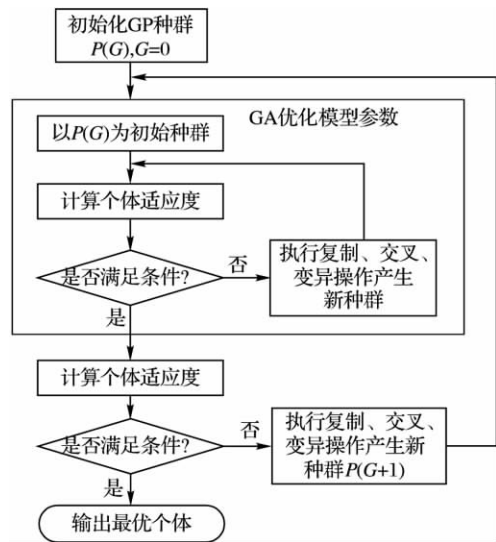 初始化GP种群
P(G),G=0
GA优化模型参数
以P(G)为初始种群
计算个体适应度
是否满足条件?
否
执行复制、交叉、
变异操作产生
新种群
是
计算个体适应度
是否满足条件?
否
执行复制、交叉、
变异操作产生新
种群P(G+1)
是
输出最优个体